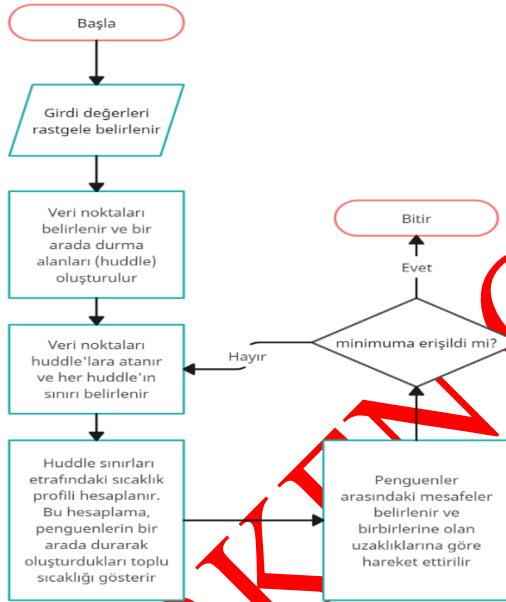 Başla
Girdi değerleri
rastgele belirlenir
Veri noktaları
belirlenir ve bir
arada durma
alanları (huddle)
oluşturulur
Veri noktaları
huddle'lara atanır
ve her huddle'ın
sınırı belirlenir
Huddle sınırları
etrafındaki sıcaklık
profili hesaplanır.
Bu hesaplama,
penguenlerin bir
arada durarak
oluşturdukları toplu
sıcaklığı gösterir
Penguenler
arasındaki mesafeler
belirlenir ve
birbirlerine olan
uzaklıklarına göre
hareket ettirilir
minimuma erişildi mi?
Hayır
Evet
Bitir